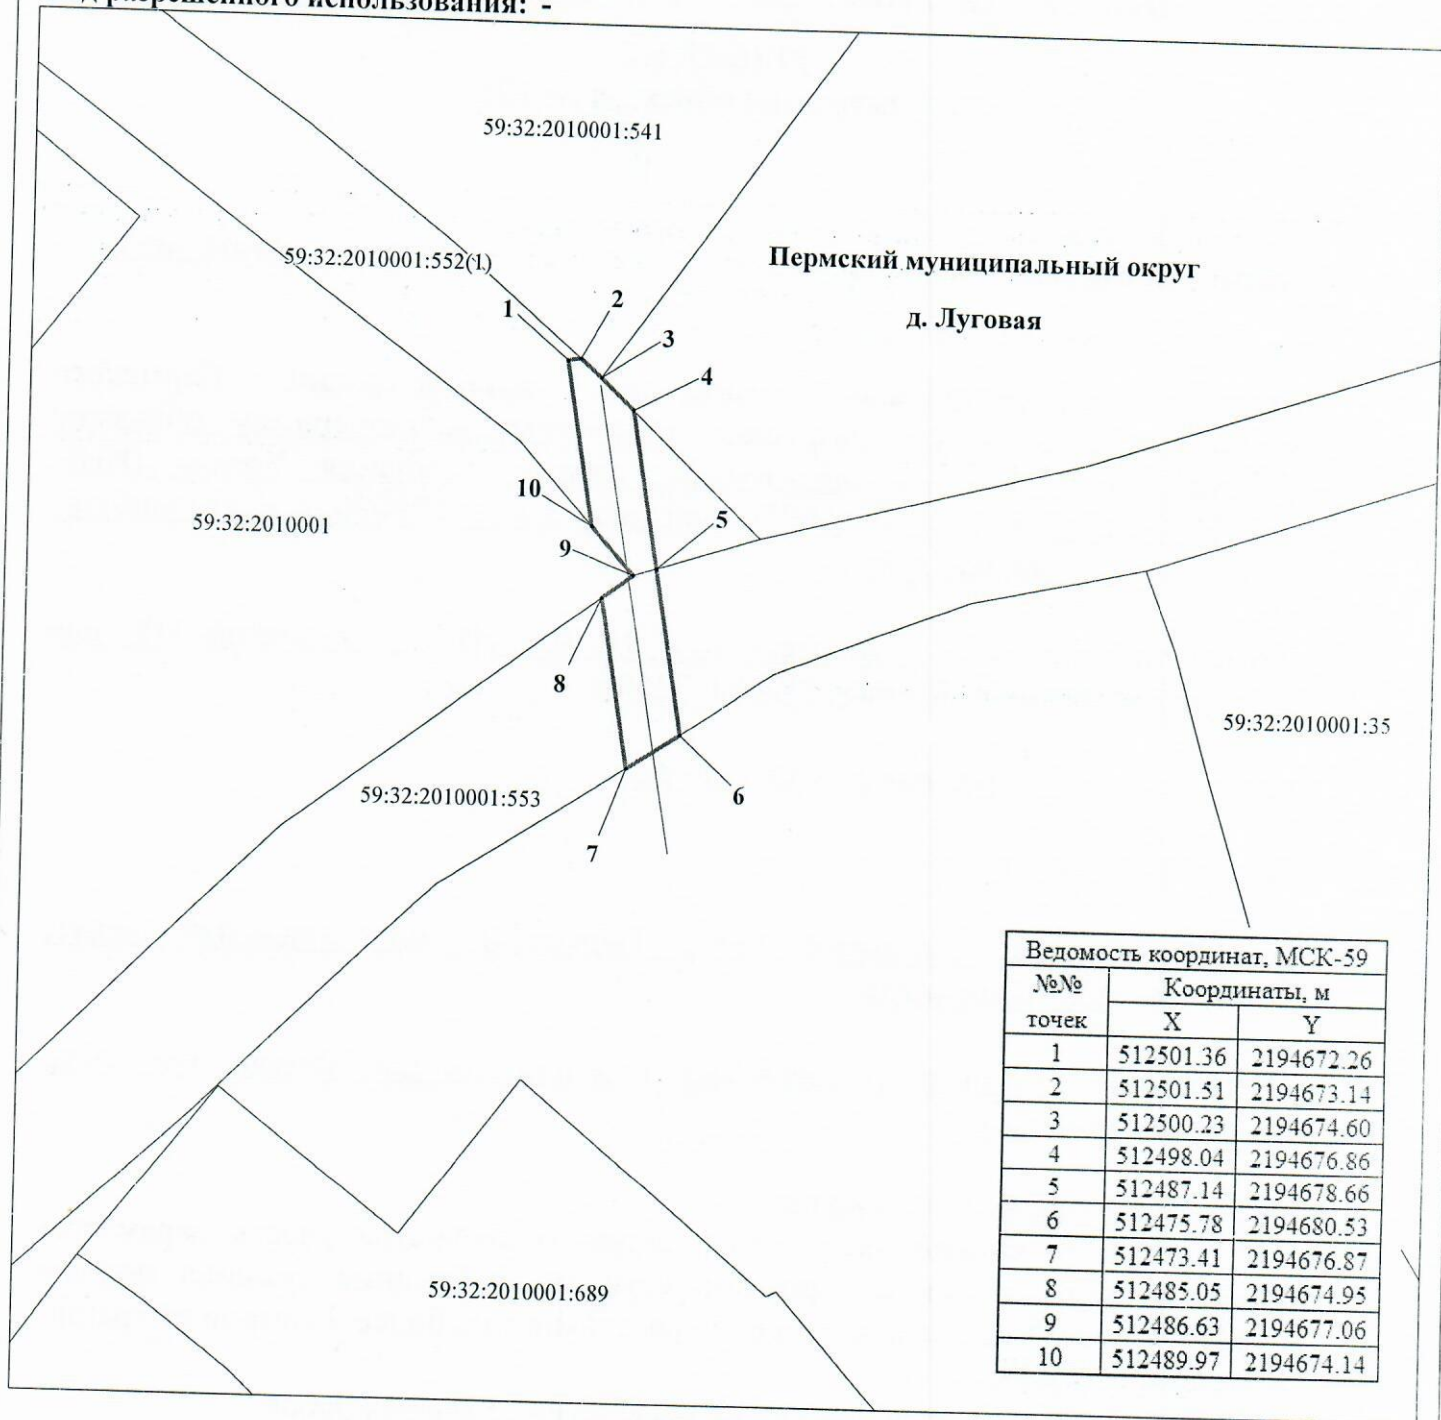 разрешенного использования: -
59:32:2010001:541
59:32:2010001:552(1)
Пермский муниципальный округ
д. Луговая
1
2
3
4
10
5
59:32:2010001
9
8
59:32:2010001:35
59:32:2010001:553
6
7
59:32:2010001:689
Ведомость координат, МСК-59
№№ точек Координаты, м
X Y
1 512501.36 2194672.26
2 512501.51 2194673.14
3 512500.23 2194674.60
4 512498.04 2194676.86
5 512487.14 2194678.66
6 512475.78 2194680.53
7 512473.41 2194676.87
8 512485.05 2194674.95
9 512486.63 2194677.06
10 512489.97 2194674.14